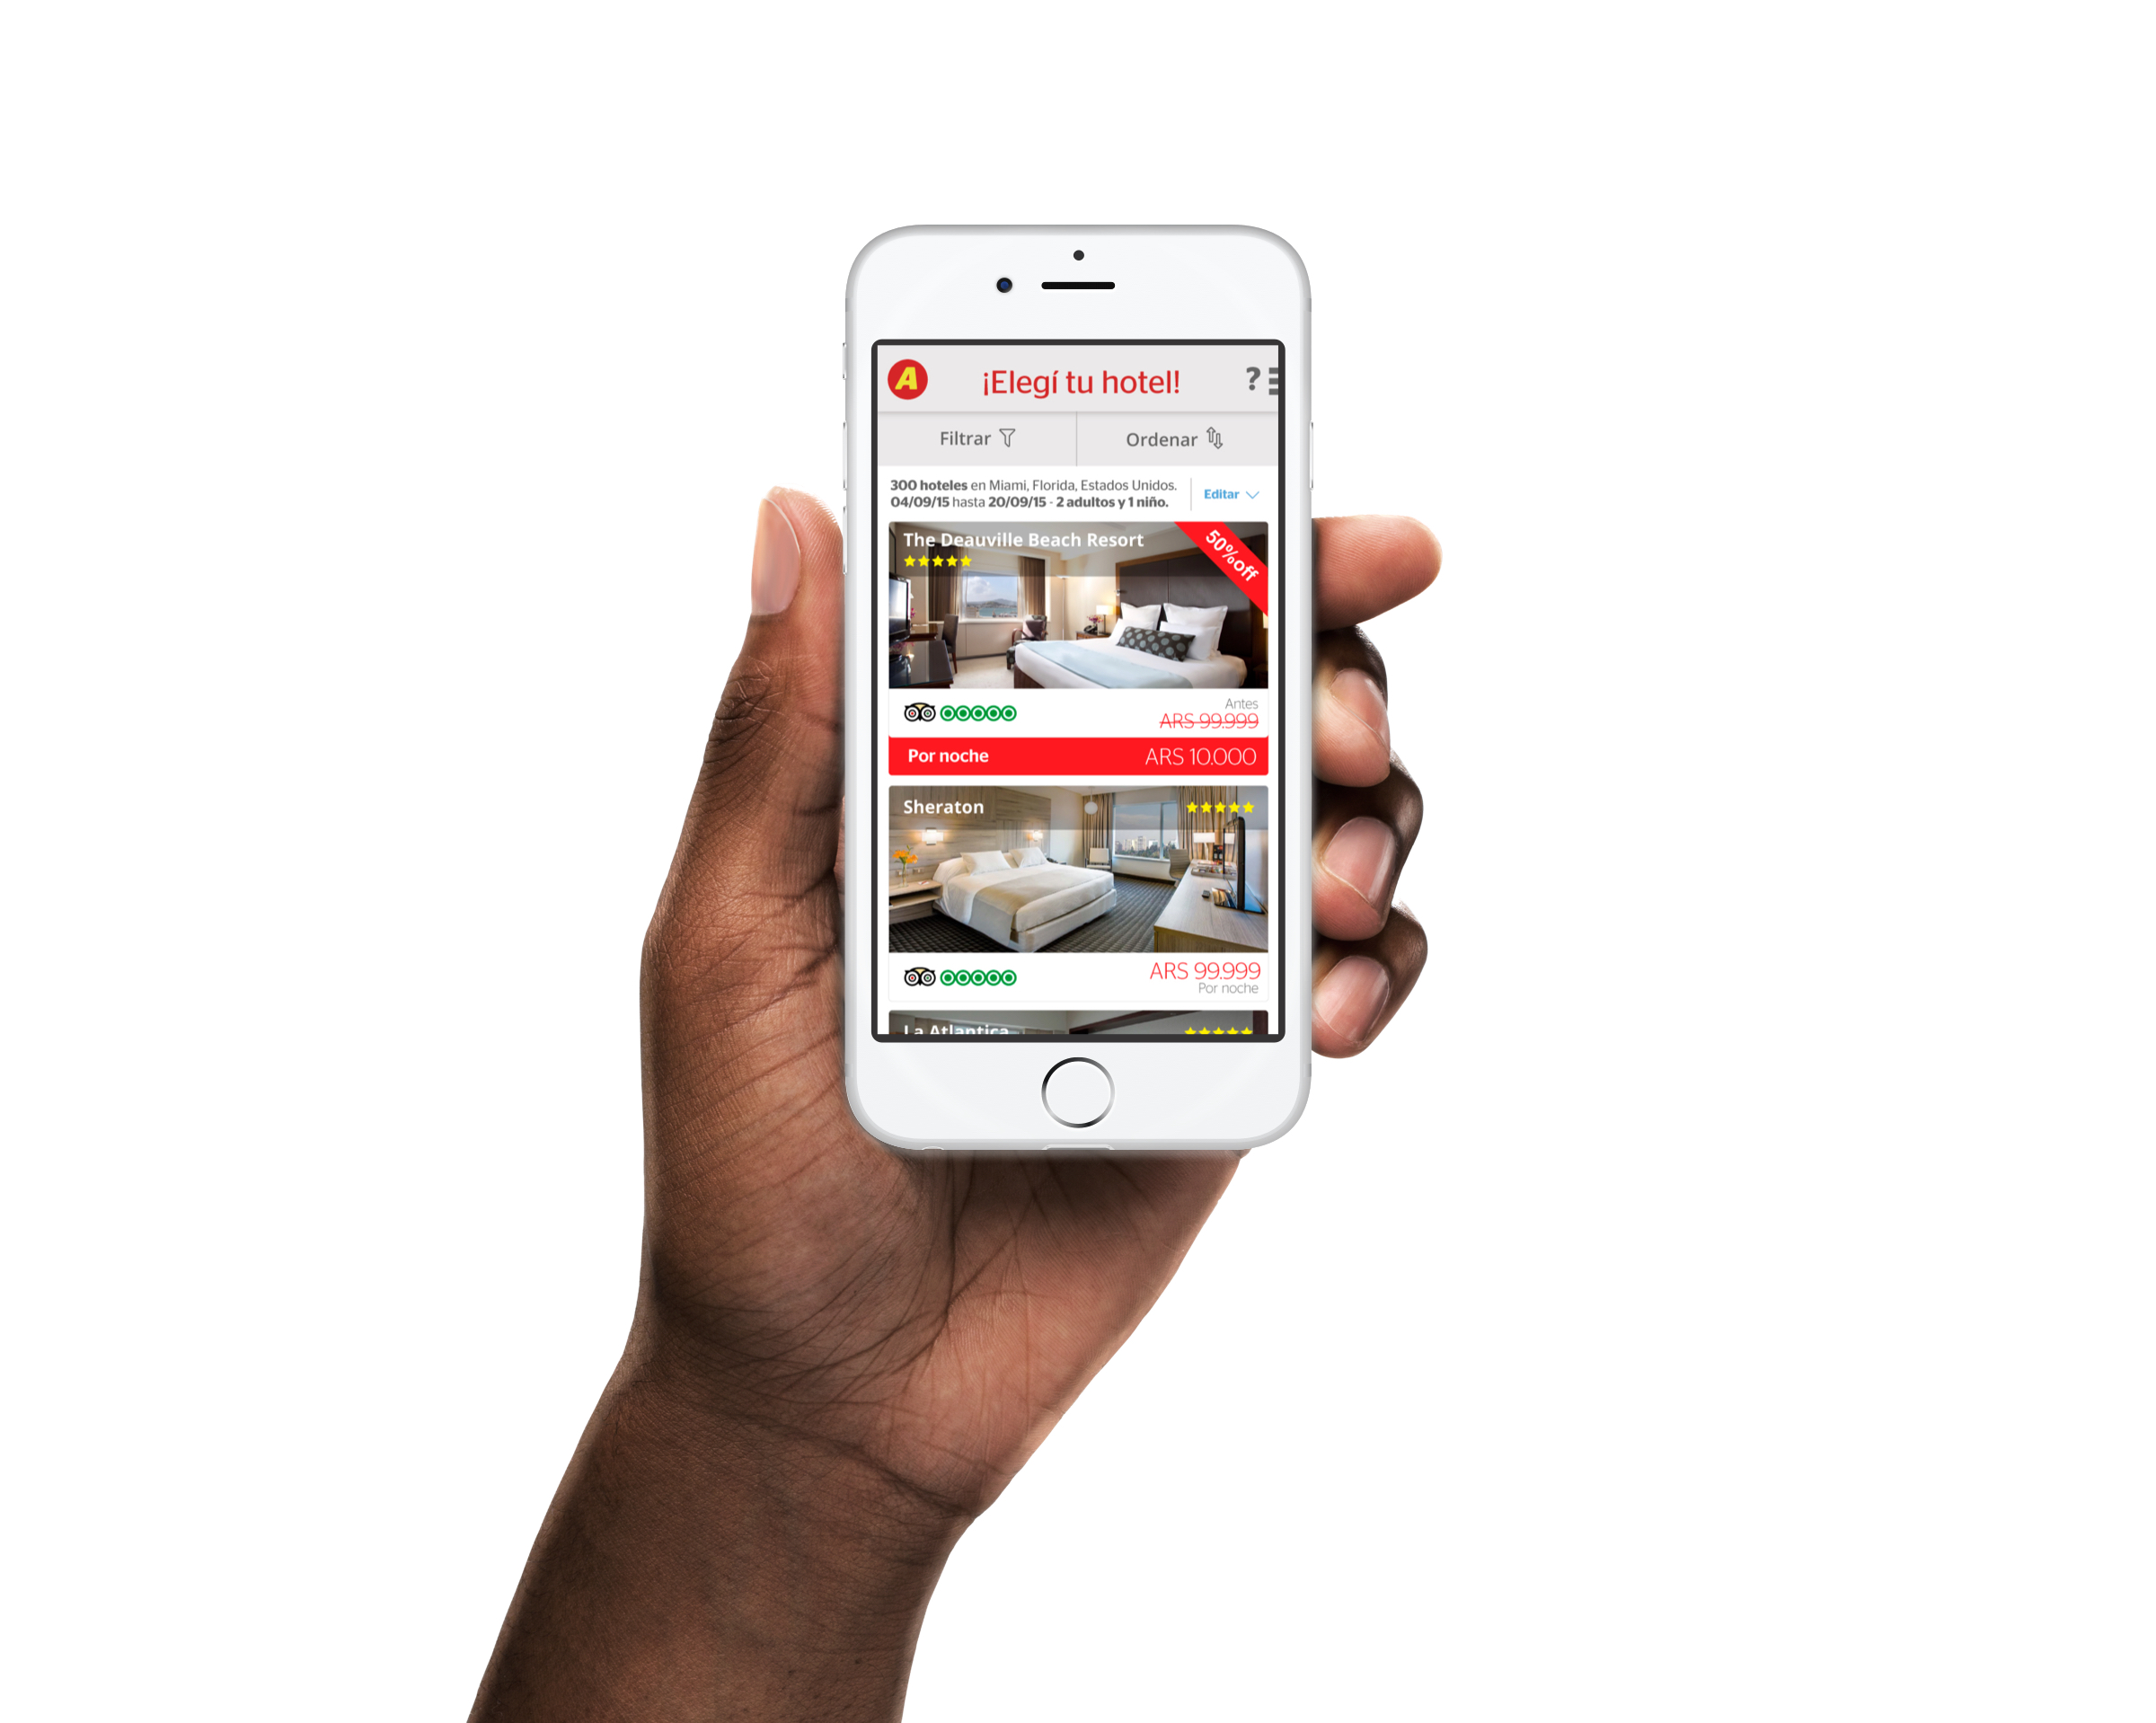 A
¡Elegí tu hotel!
?
Filtrar
Ordenar
300 hoteles en Miami, Florida, Estados Unidos.
04/09/15 hasta 20/09/15 - 2 adultos y 1 niño.
Editar
The Deauville Beach Resort
50%off
Antes
ARS 99.999
Por noche
ARS 10.000
Sheraton
ARS 99.999
Por noche
La Atlantica